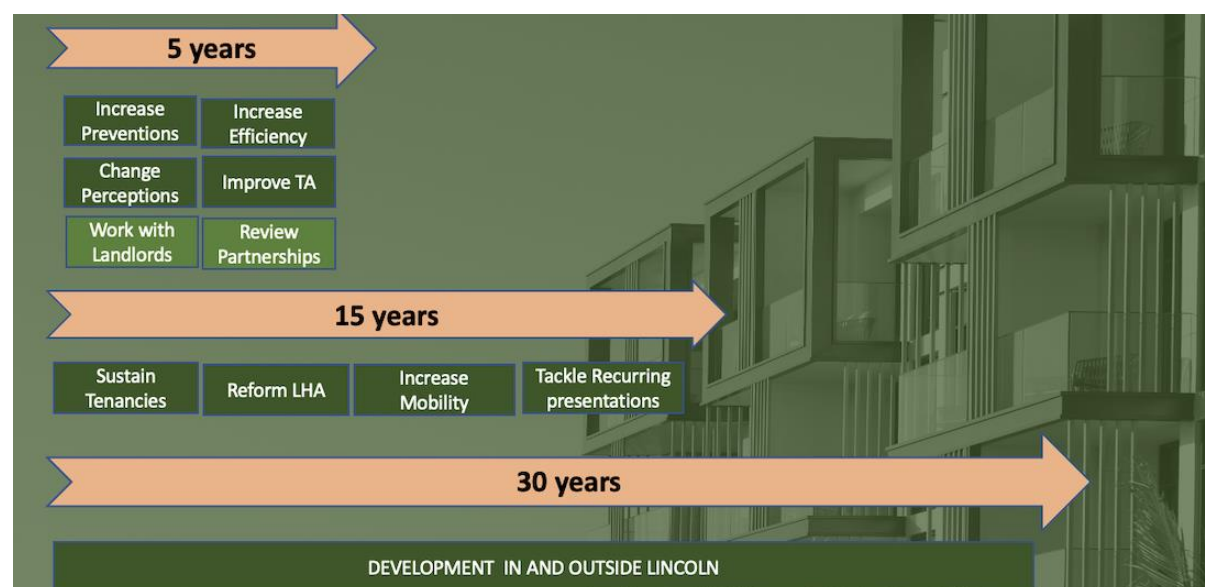 5 years
Increase Increase
Preventions Efficiency
Change Improve TA
Perceptions
Work with Review
Landlords Partnerships
15 years
Sustain Reform LHA Increase Tackle Recurring
Tenancies Mobility presentations
30 years
DEVELOPMENT IN AND OUTSIDE LINCOLN